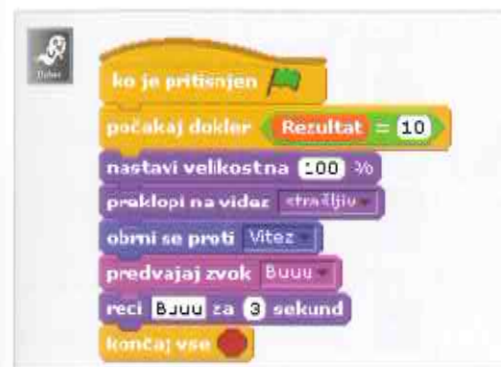 ko je pritisnjen
počakaj dokler Rezultat = 10
nastavi velikost na 100 %
preklopi na videz strašljiv
obrni se proti Vitez
predvajaj zvok Buuu
reci Buuu za 3 sekund
končaj vse